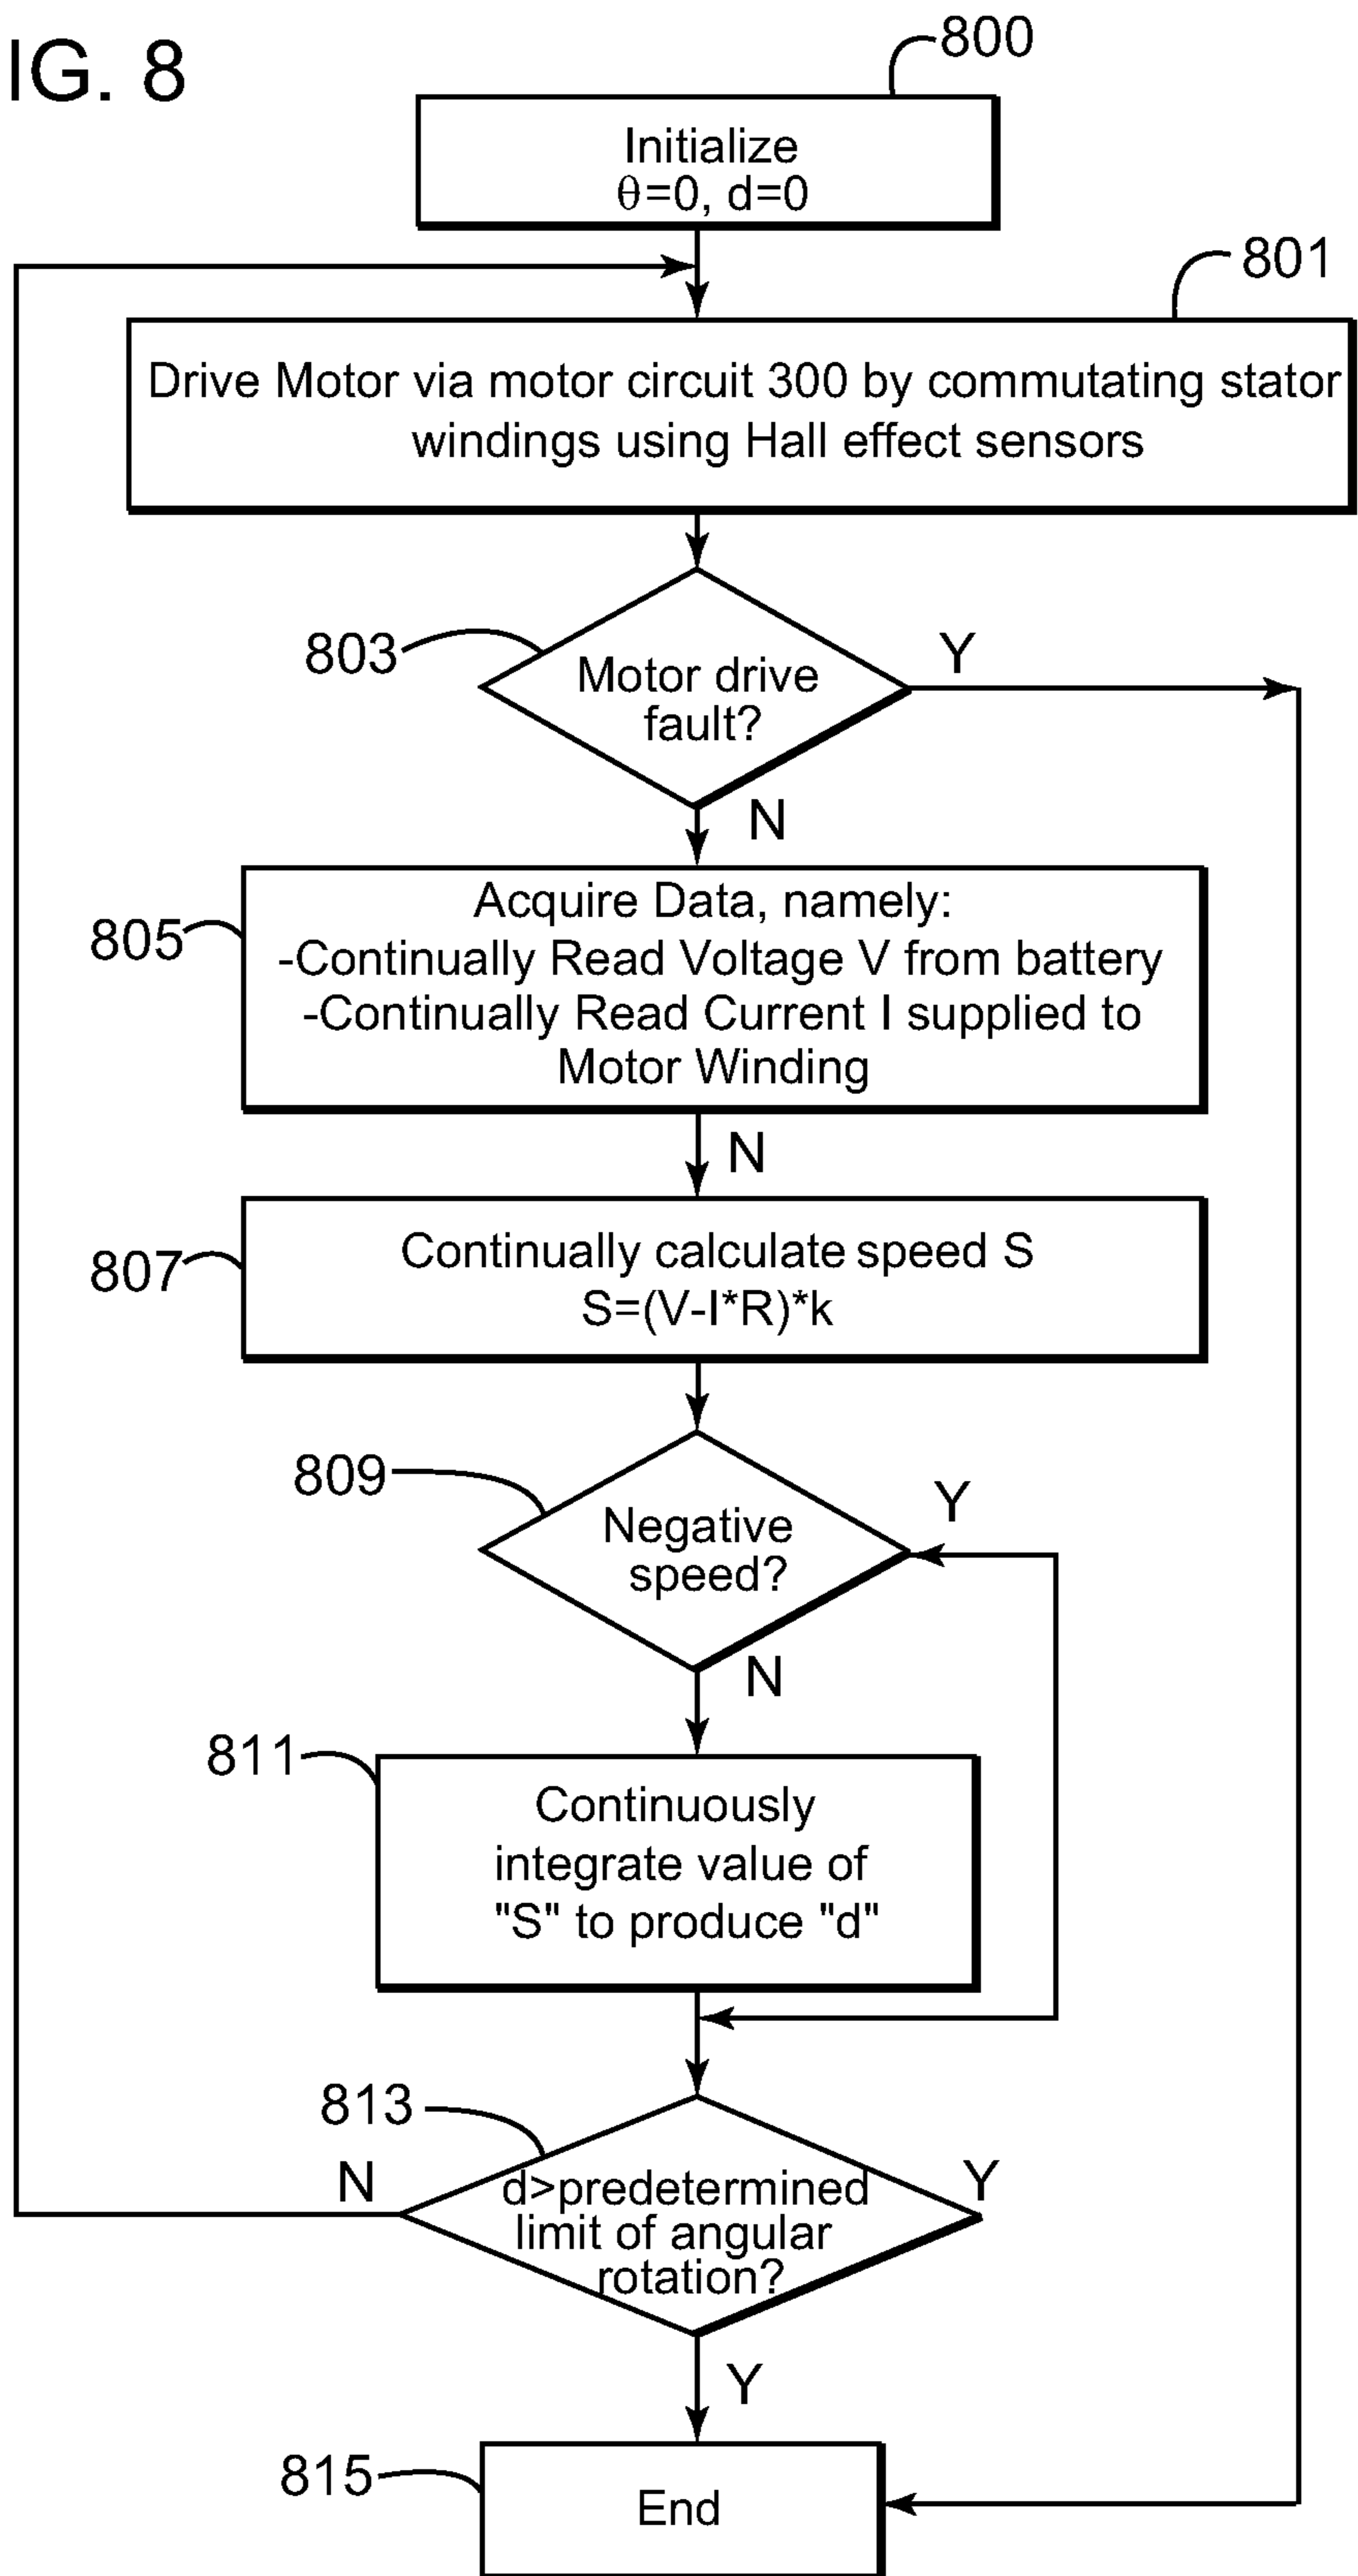 IG. 8
800
Initialize
θ=0, d=0
801
Drive Motor via motor circuit 300 by commutating stator
windings using Hall effect sensors
803
Motor drive
fault?
Y
N
805
Acquire Data, namely:
-Continually Read Voltage V from battery
-Continually Read Current I supplied to
Motor Winding
N
807
Continually calculate speed S
S=(V-I*R)*k
809
Negative
speed?
Y
N
811
Continuously
integrate value of
"S" to produce "d"
813
N
d>predetermined
limit of angular
rotation?
Y
Y
815
End